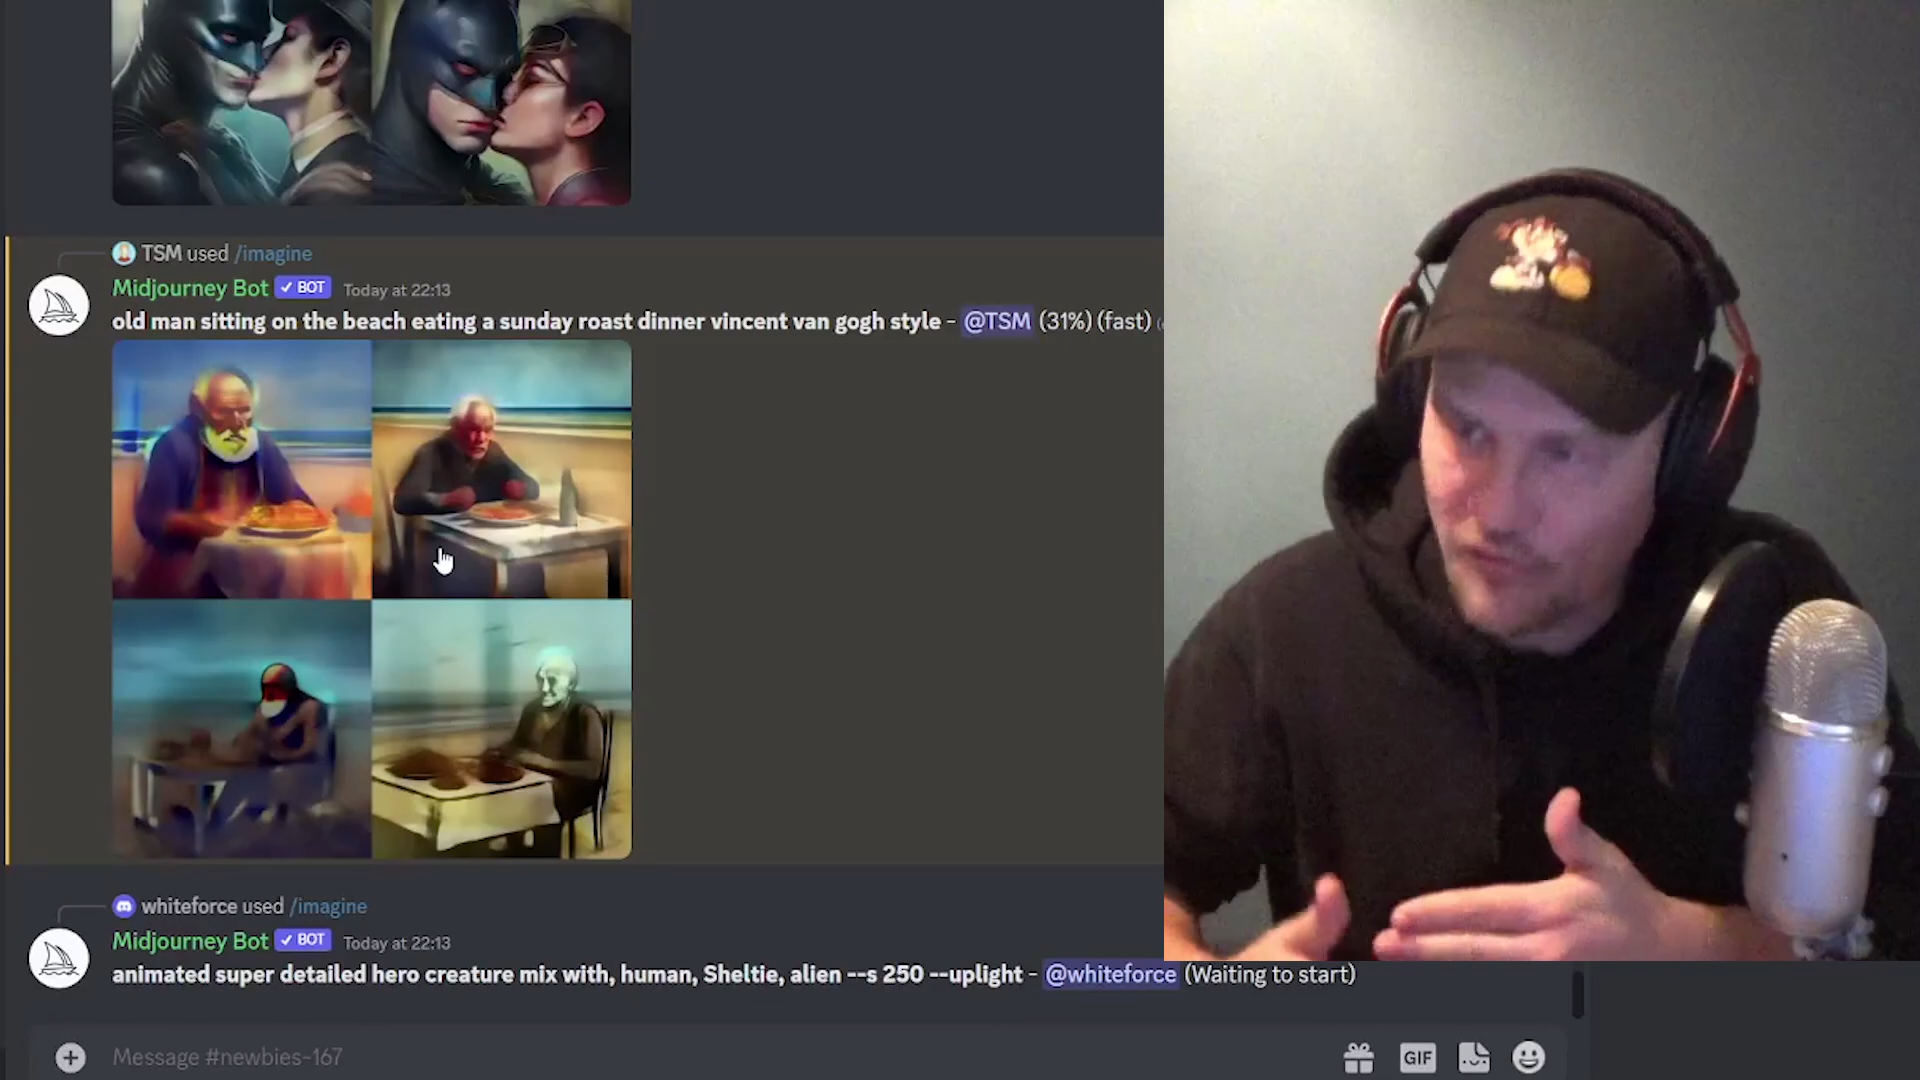 TSM used /imagine
Midjourney Bot ✓ BOT Today at 22:13
old man sitting on the beach eating a sunday roast dinner vincent van gogh style - @TSM (31%) (fast)
whiteforce used /imagine
Midjourney Bot ✓ BOT Today at 22:13
animated super detailed hero creature mix with, human, Sheltie, alien --s 250 --uplight - @whiteforce (Waiting to start)
Message #newbies-167
GIF